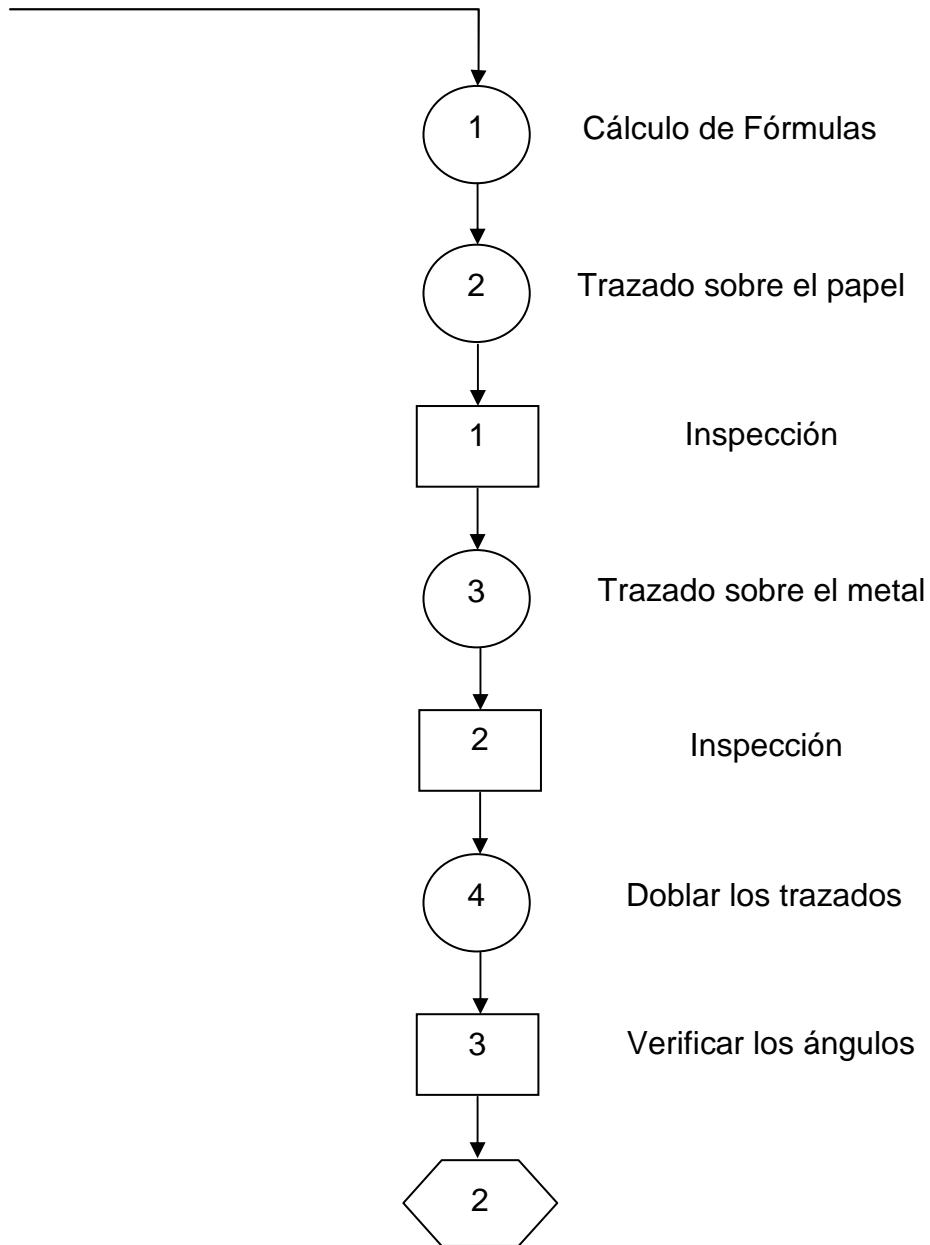 1 Cálculo de Fórmulas
2 Trazado sobre el papel
1 Inspección
3 Trazado sobre el metal
2 Inspección
4 Doblar los trazados
3 Verificar los ángulos
2